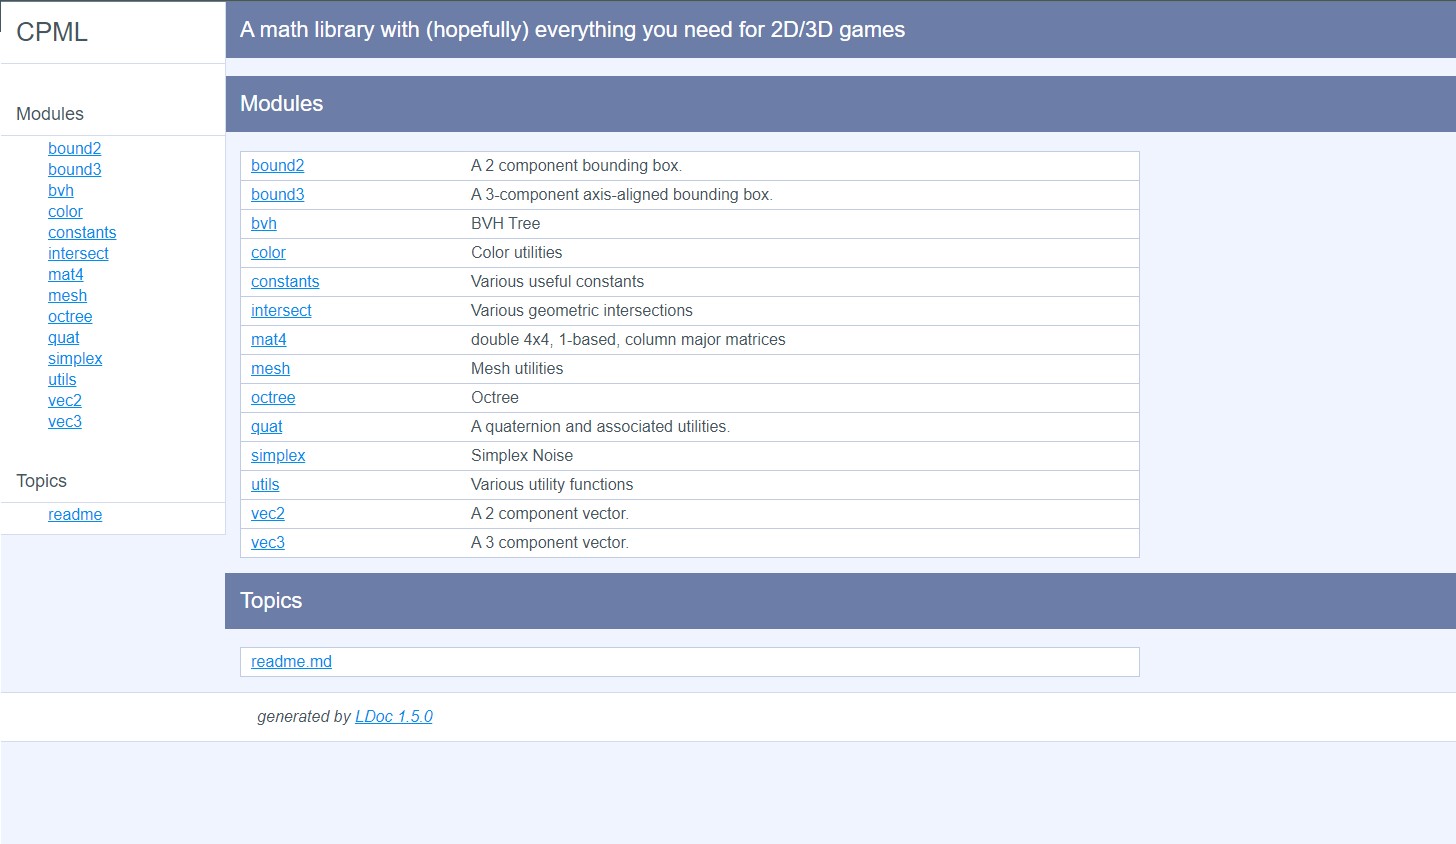 CPML
Modules
bound2
bound3
bvh
color
constants
intersect
mat4
mesh
octree
quat
simplex
utils
vec2
vec3
Topics
readme
A math library with (hopefully) everything you need for 2D/3D games
Modules
bound2 A 2 component bounding box.
bound3 A 3-component axis-aligned bounding box.
bvh BVH Tree
color Color utilities
constants Various useful constants
intersect Various geometric intersections
mat4 double 4x4, 1-based, column major matrices
mesh Mesh utilities
octree Octree
quat A quaternion and associated utilities.
simplex Simplex Noise
utils Various utility functions
vec2 A 2 component vector.
vec3 A 3 component vector.
Topics
readme.md
generated by LDoc 1.5.0